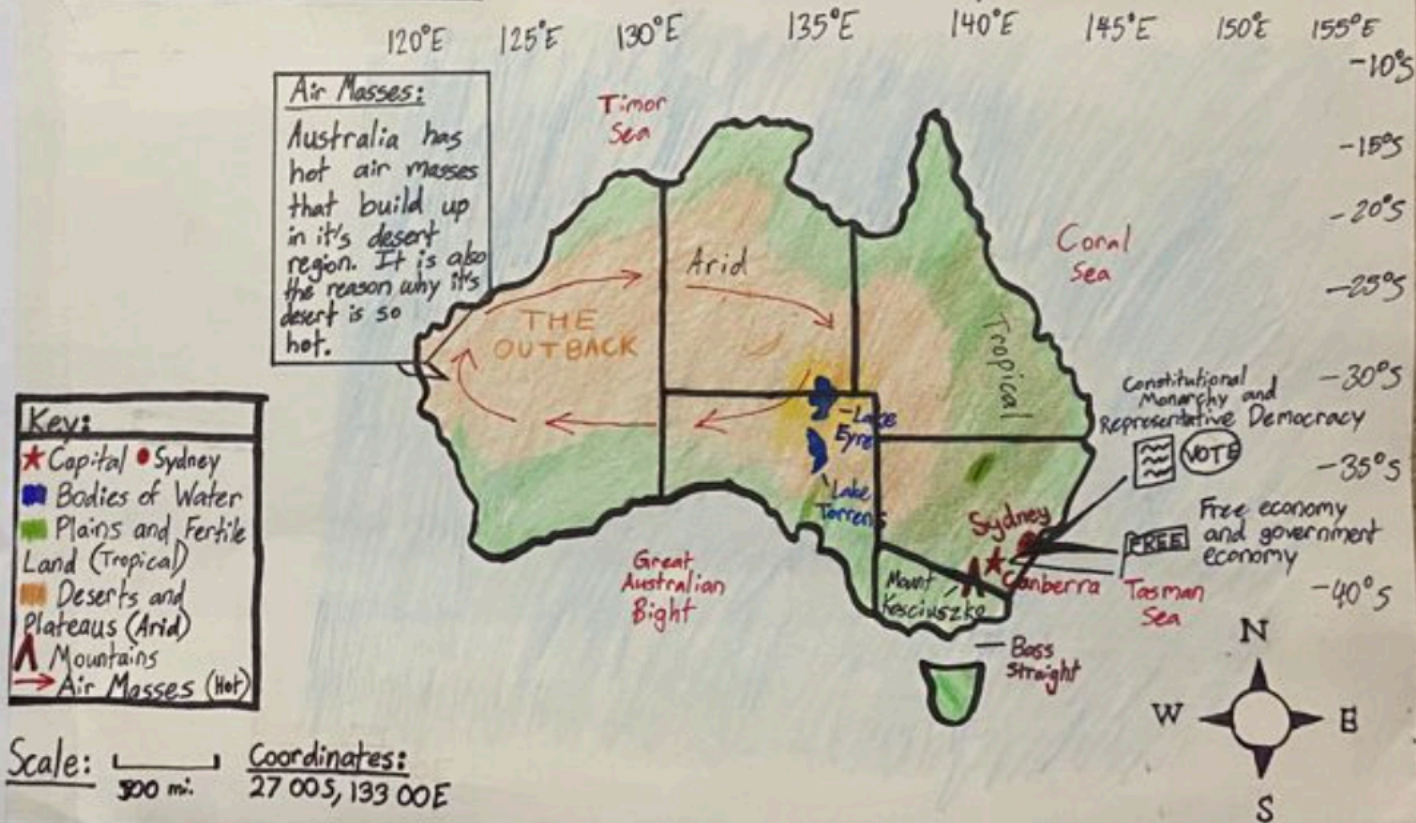 120°E 125°E 130°E 135°E 140°E 145°E 150°E 155°E
-10°S
-15°S
-20°S
-25°S
-30°S
-35°S
-40°S
Air Masses:
Australia has
hot air masses
that build up
in it's desert
region. It is also
the reason why it's
desert is so
hot.
Timor
Sea
Coral
Sea
Arid
THE
OUTBACK
Tropical
Lake
Eyre
Lake
Torrens
Constitutional
Monarchy and
Representative Democracy
VOTE
Free economy
and government
economy
FREE
Sydney
Canberra
Mount
Kosciuszko
Tasman
Sea
Great
Australian
Bight
Bass
Straight
Key:
Capital Sydney
Bodies of Water
Plains and Fertile
Land (Tropical)
Deserts and
Plateaus (Arid)
Mountains
Air Masses (Hot)
Scale:
500 mi.
Coordinates:
27 00S, 133 00E
N
W E
S